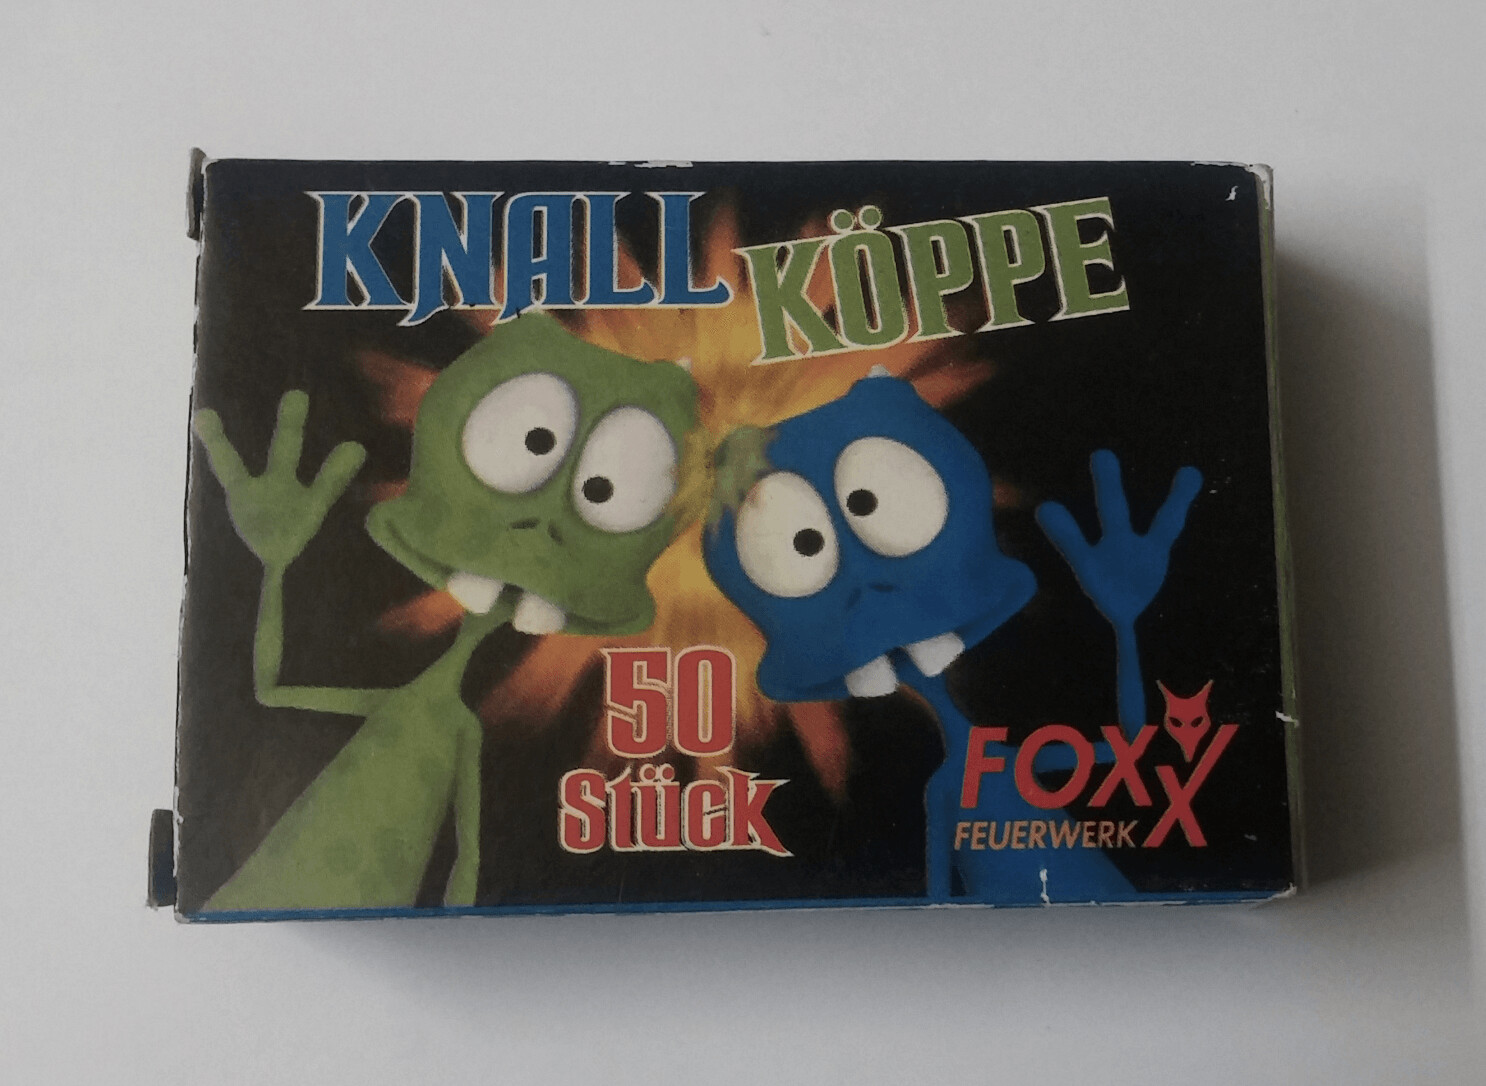 KNALL
KÖPPE
50
Stück
FOXX
FEUERWERK